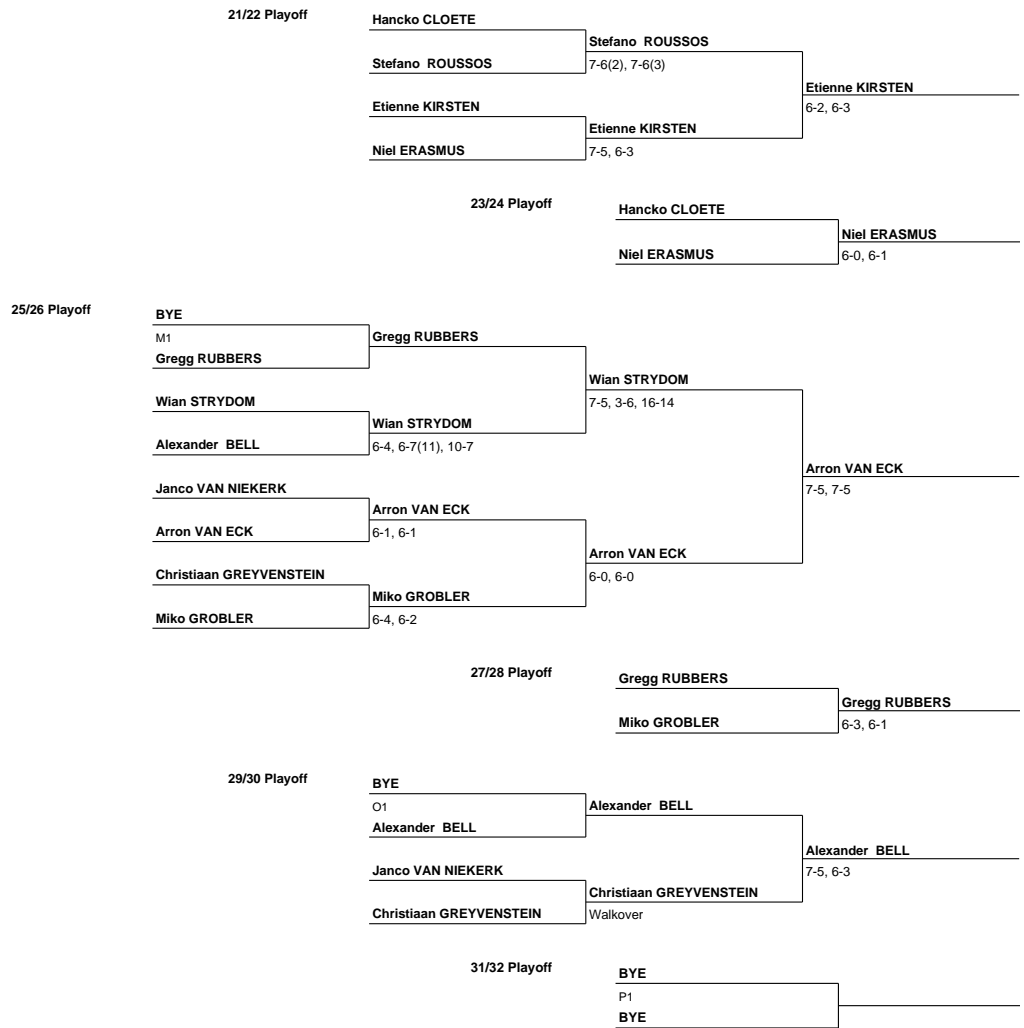 21/22 Playoff
Hancko CLOETE
Stefano  ROUSSOS
Stefano  ROUSSOS
7-6(2), 7-6(3)
Etienne KIRSTEN
6-2, 6-3
Etienne KIRSTEN
Etienne KIRSTEN
Niel ERASMUS
7-5, 6-3
23/24 Playoff
Hancko CLOETE
Niel ERASMUS
Niel ERASMUS
6-0, 6-1
25/26 Playoff
BYE
M1
Gregg RUBBERS
Gregg RUBBERS
Wian STRYDOM
7-5, 3-6, 16-14
Wian STRYDOM
Wian STRYDOM
Alexander  BELL
6-4, 6-7(11), 10-7
Arron VAN ECK
7-5, 7-5
Janco VAN NIEKERK
Arron VAN ECK
Arron VAN ECK
6-1, 6-1
Arron VAN ECK
6-0, 6-0
Christiaan GREYVENSTEIN
Miko GROBLER
Miko GROBLER
6-4, 6-2
27/28 Playoff
Gregg RUBBERS
Gregg RUBBERS
Miko GROBLER
6-3, 6-1
29/30 Playoff
BYE
O1
Alexander  BELL
Alexander  BELL
Alexander  BELL
7-5, 6-3
Janco VAN NIEKERK
Christiaan GREYVENSTEIN
Christiaan GREYVENSTEIN
Walkover
31/32 Playoff
BYE
P1
BYE